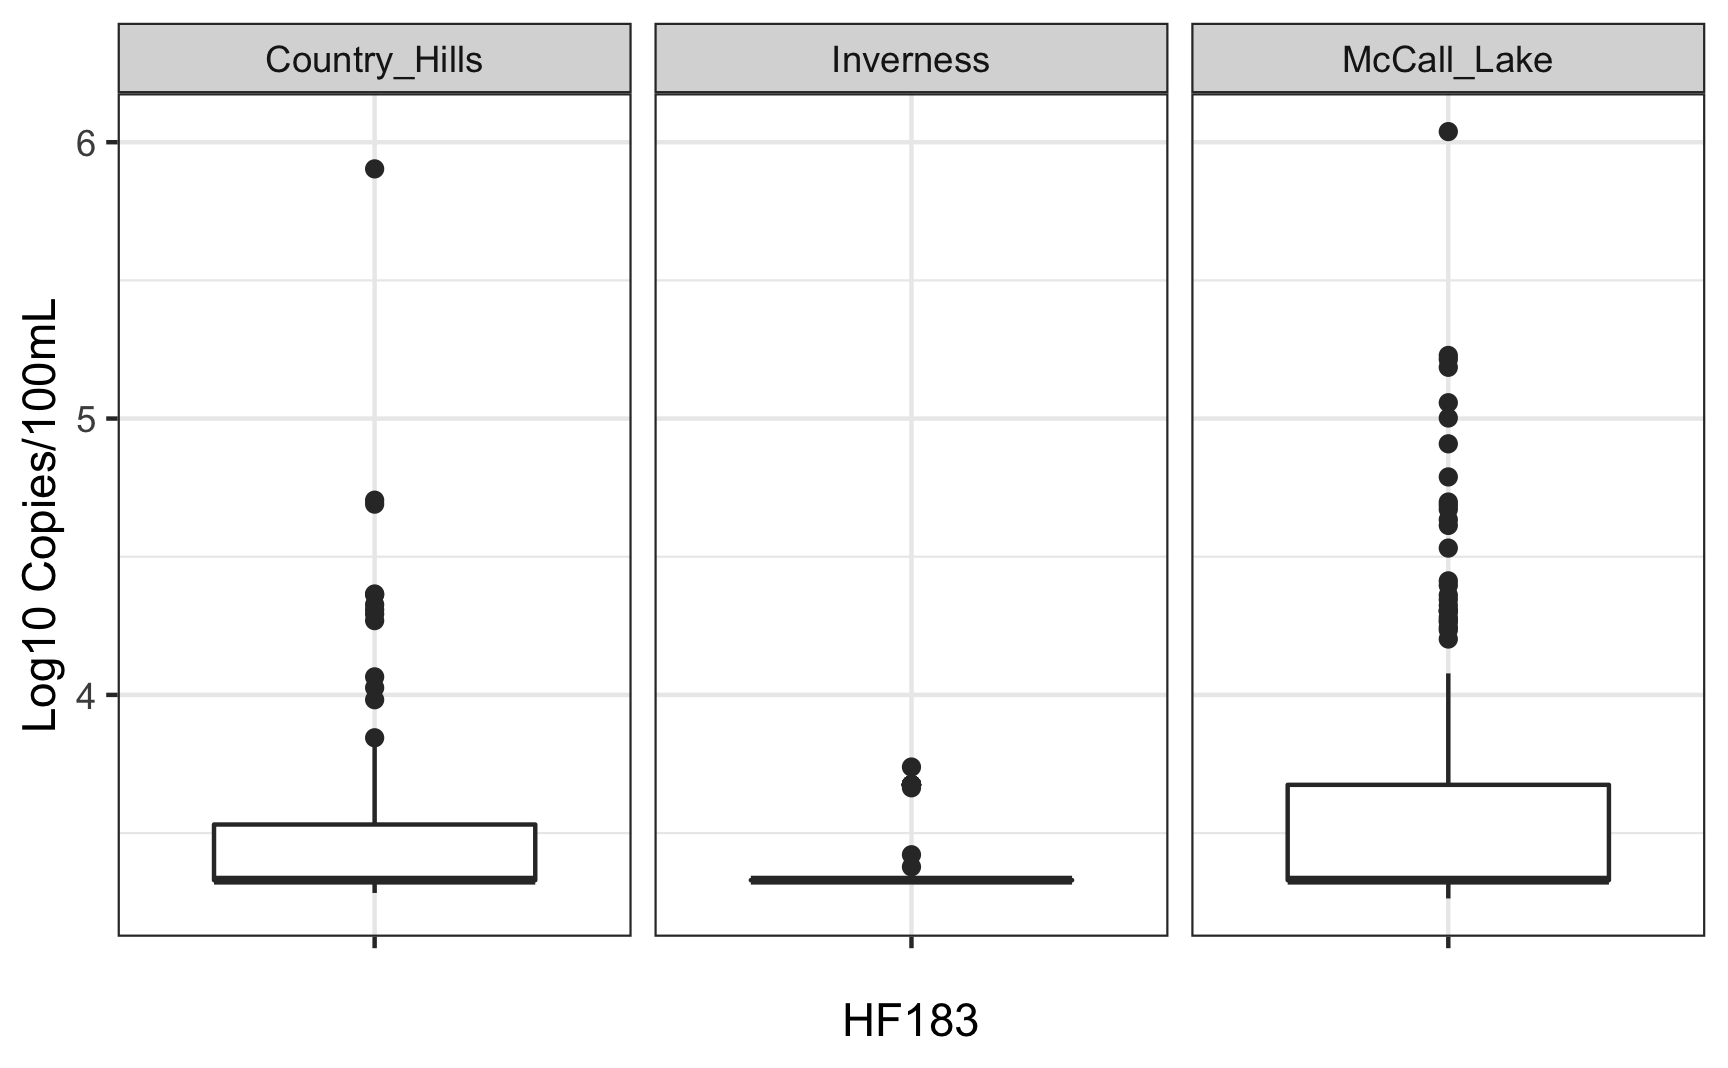 Country_Hills
Inverness
McCall_Lake
6
5
4
Log10 Copies/100mL
HF183